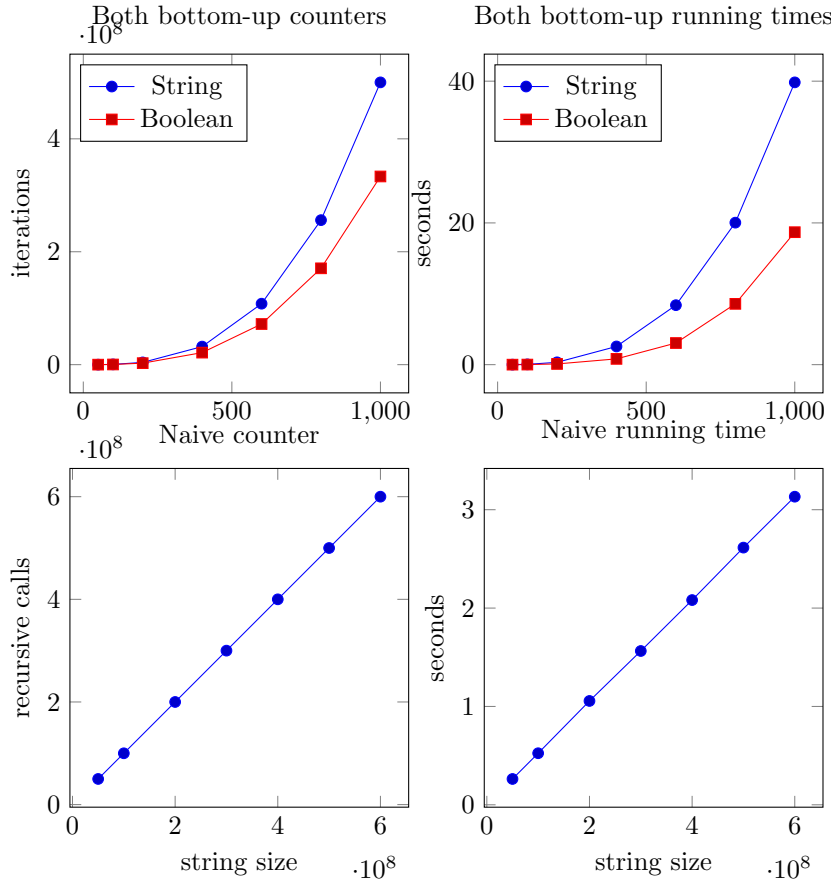 Both bottom-up counters
·10^8
iterations
4
2
0
String
Boolean
0 500 1,000
Both bottom-up running times
seconds
40
20
0
String
Boolean
0 500 1,000
Naive counter
·10^8
recursive calls
6
4
2
0
0 2 4 6
string size
·10^8
Naive running time
seconds
3
2
1
0
0 2 4 6
string size
·10^8